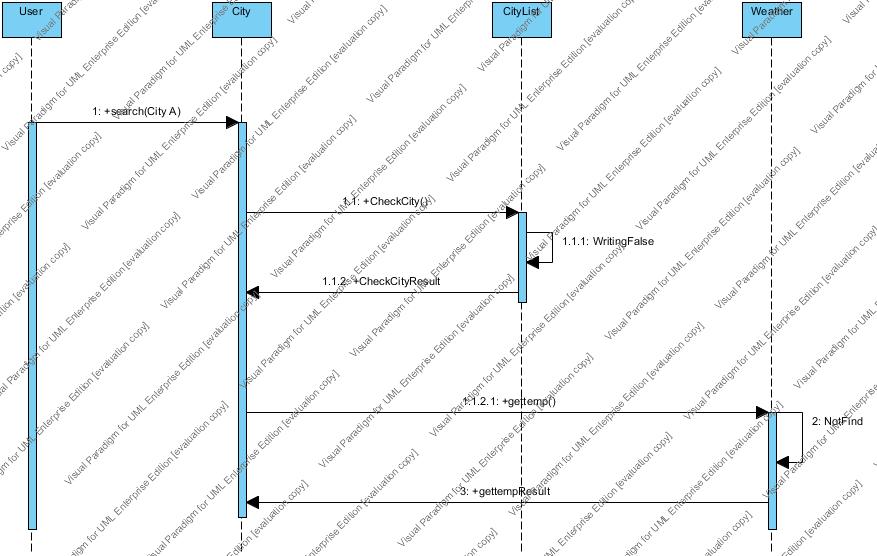 User
City
CityList
Weather
1: +search(City A)
1.1: +CheckCity()
1.1.1: WritingFalse
1.1.2: +CheckCityResult
1.1.2.1: +gettemp()
2: NotFind
3: +gettempResult
Visual Paradigm for UML Enterprise Edition [evaluation copy]